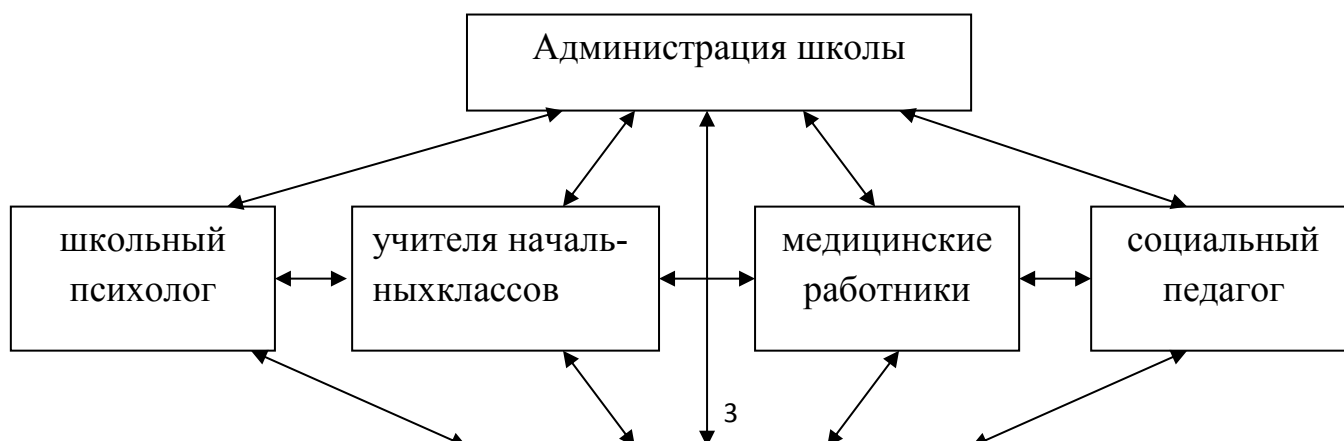 Администрация школы
школьный
психолог
учителя началь-
ныхклассов
медицинские
работники
социальный
педагог
3